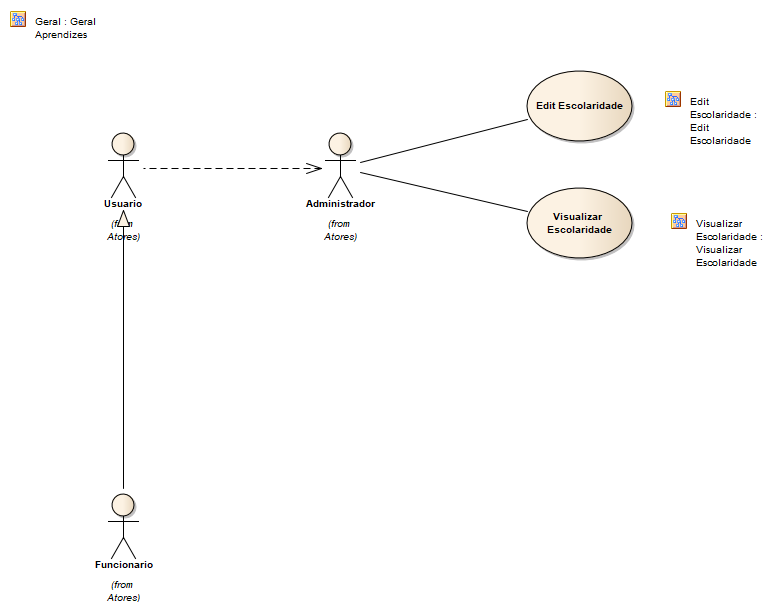 Geral : Geral
Aprendizes
Edit Escolaridade
Edit
Escolaridade :
Edit
Escolaridade
Usuario
(from
Atores)
Administrador
(from
Atores)
Visualizar
Escolaridade
Visualizar
Escolaridade :
Visualizar
Escolaridade
Funcionario
(from
Atores)